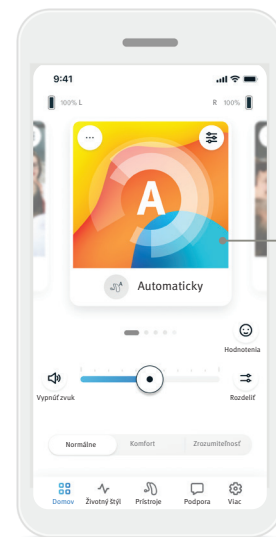 9:41
100% L
R 100%
...
A
Automaticky
Hodnotenia
Vypnúť zvuk
Rozdeliť
Normálne Komfort Zrozumiteľnosť
Domov Životný štýl Prístroje Podpora Viac